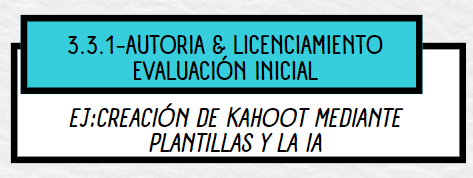 3.3.1-AUTORIA & LICENCIAMIENTO
EVALUACIÓN INICIAL
EJ:CREACIÓN DE KAHOOT MEDIANTE
PLANTILLAS Y LA IA